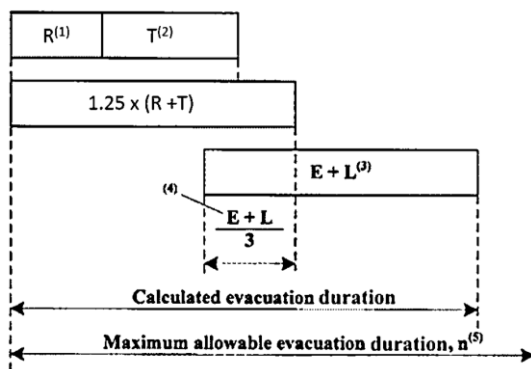 R(1) T(2)
1.25 x (R +T)
E + L(3)
(4)
E + L
3
Calculated evacuation duration
Maximum allowable evacuation duration, n(5)